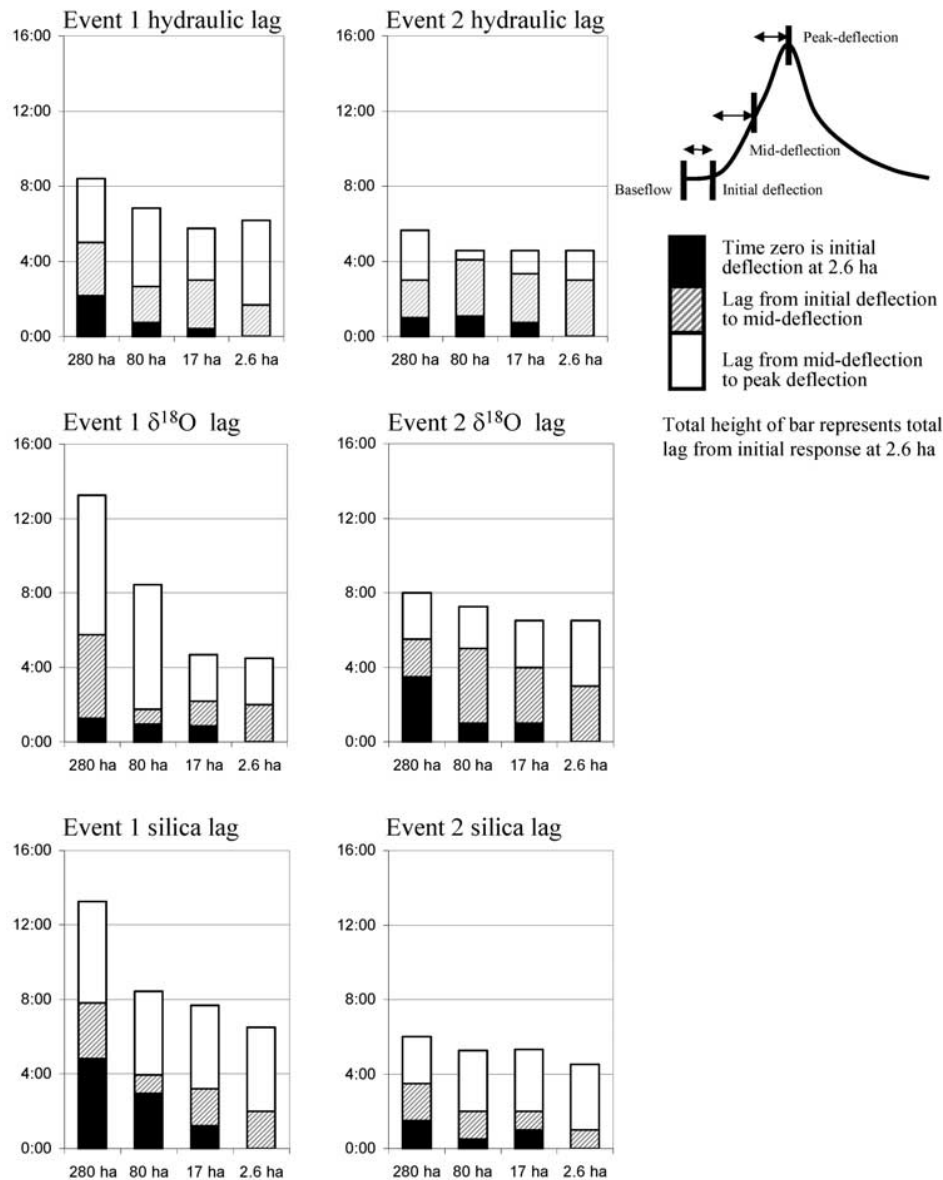 Event 1 hydraulic lag
16:00
12:00
8:00
4:00
0:00
280 ha 80 ha 17 ha 2.6 ha
Event 2 hydraulic lag
16:00
12:00
8:00
4:00
0:00
280 ha 80 ha 17 ha 2.6 ha
Peak-deflection
Mid-deflection
Baseflow
Initial deflection
Time zero is initial
deflection at 2.6 ha
Lag from initial deflection
to mid-deflection
Lag from mid-deflection
to peak deflection
Total height of bar represents total
lag from initial response at 2.6 ha
Event 1 δ¹⁸O lag
16:00
12:00
8:00
4:00
0:00
280 ha 80 ha 17 ha 2.6 ha
Event 2 δ¹⁸O lag
16:00
12:00
8:00
4:00
0:00
280 ha 80 ha 17 ha 2.6 ha
Event 1 silica lag
16:00
12:00
8:00
4:00
0:00
280 ha 80 ha 17 ha 2.6 ha
Event 2 silica lag
16:00
12:00
8:00
4:00
0:00
280 ha 80 ha 17 ha 2.6 ha